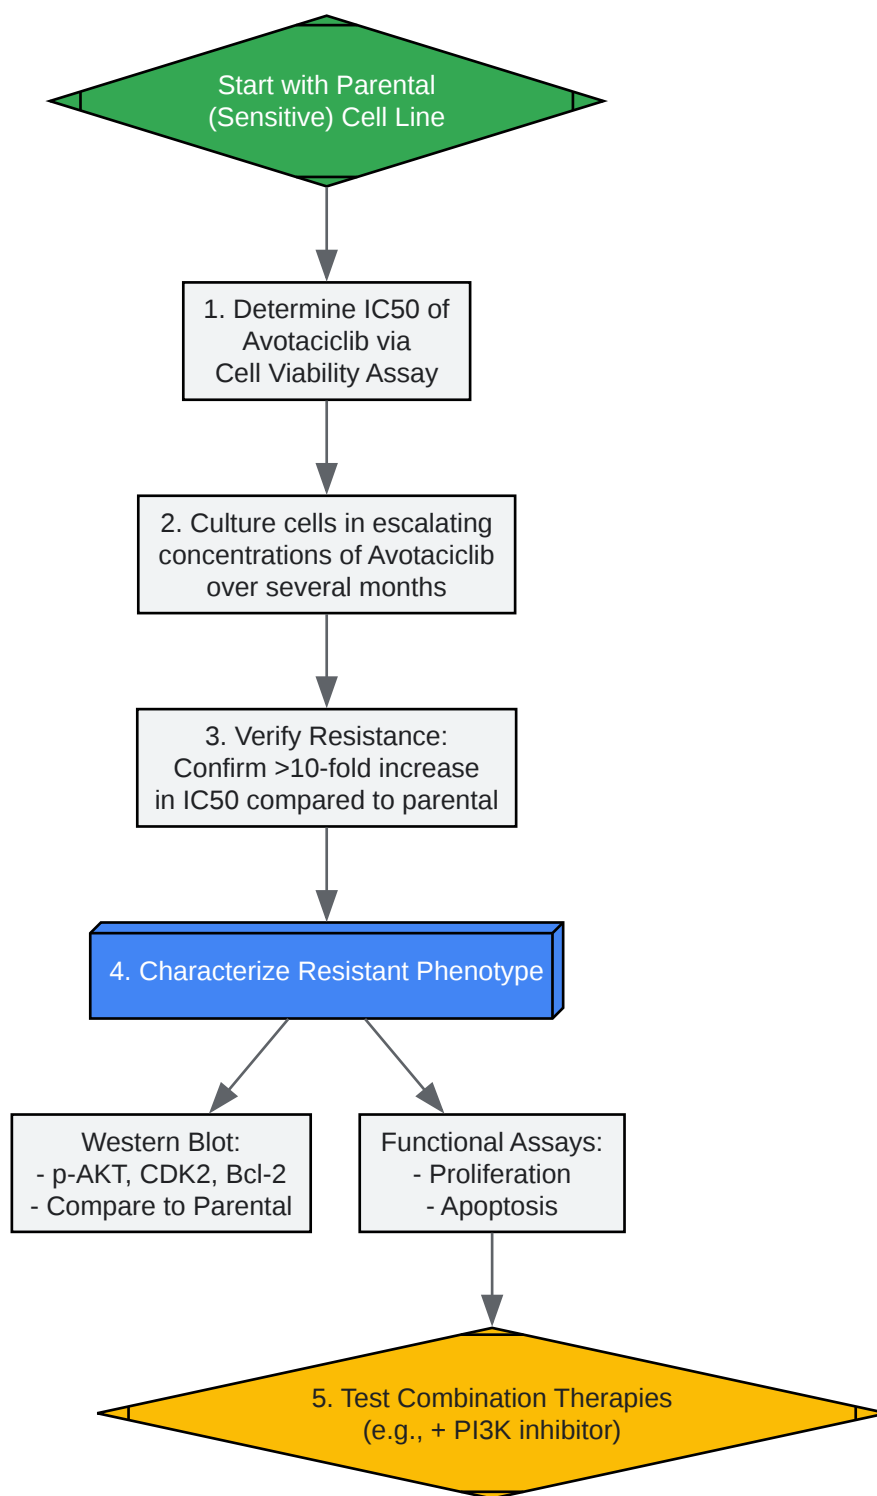 Start with Parental
(Sensitive) Cell Line
1. Determine IC50 of
Avotaciclib via
Cell Viability Assay
2. Culture cells in escalating
concentrations of Avotaciclib
over several months
3. Verify Resistance:
Confirm >10-fold increase
in IC50 compared to parental
4. Characterize Resistant Phenotype
Western Blot:
- p-AKT, CDK2, Bcl-2
- Compare to Parental
Functional Assays:
- Proliferation
- Apoptosis
5. Test Combination Therapies
(e.g., + PI3K inhibitor)